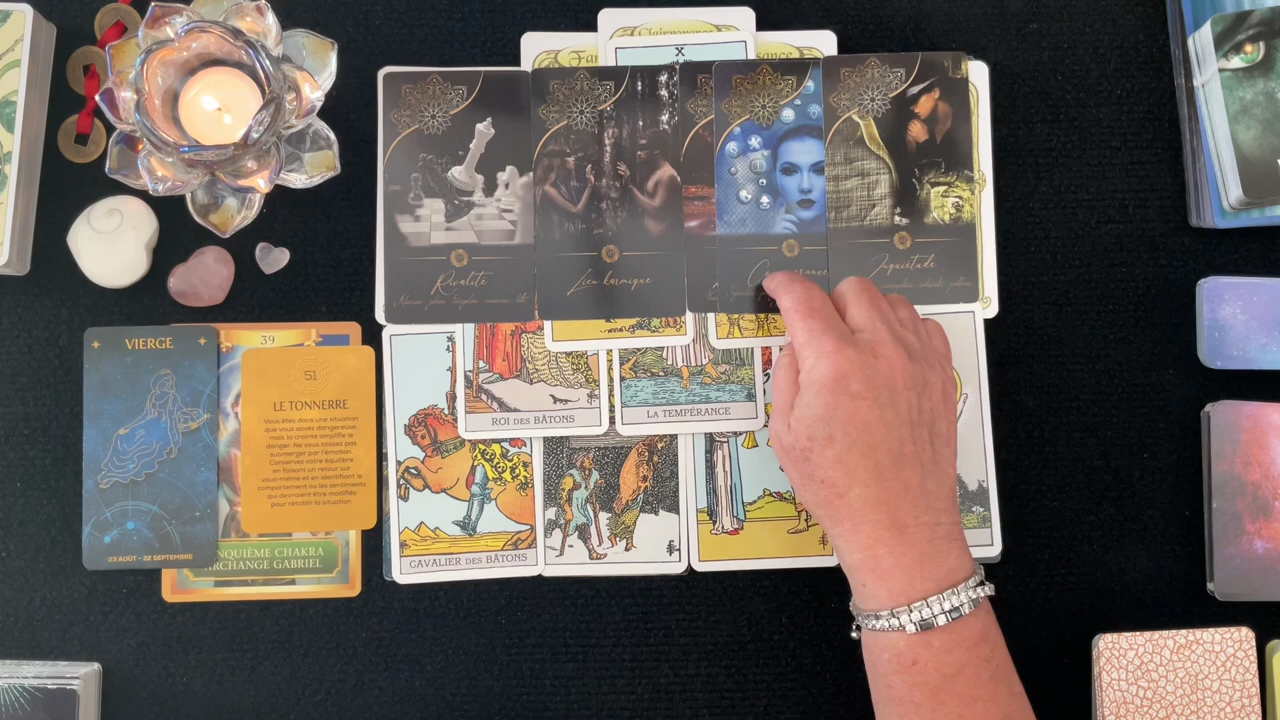 Clairvoyance
X
Rivalité
Lien karmique
Inquiétude
VIERGE
23 AOÛT - 22 SEPTEMBRE
39
51
LE TONNERRE
Vous êtes dans une situation
que vous savez dangereuse,
mais la crainte amplifie le
danger. Ne vous laissez pas
submerger par l'émotion.
Conservez votre équilibre
en faisant un retour sur
vous-même et en identifiant le
comportement ou les sentiments
qui devraient être modifiés
pour rétablir la situation.
NQUIÈME CHAKRA
ARCHANGE GABRIEL
ROI DES BÂTONS
LA TEMPÉRANCE
CAVALIER DES BÂTONS